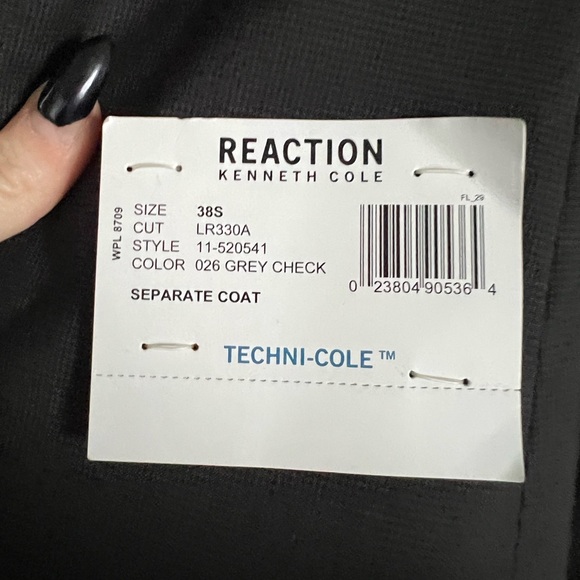 REACTION
KENNETH COLE
FL_29
WPL 8709
SIZE 38S
CUT LR330A
STYLE 11-520541
COLOR 026 GREY CHECK
0 23804 90536 4
SEPARATE COAT
TECHNI-COLE™